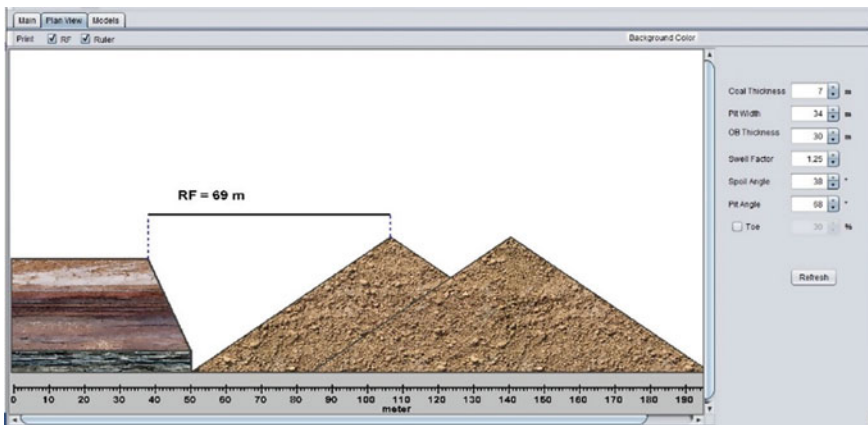 Main Plan View Models
Print RF Ruler Background Color
Coal Thickness 7 m
Pit Width 34 m
OB Thickness 30 m
Swell Factor 1.25
Spoil Angle 38 °
Pit Angle 68 °
Toe 30 %
Refresh
RF = 69 m
0 10 20 30 40 50 60 70 80 90 100 110 120 130 140 150 160 170 180 190
meter